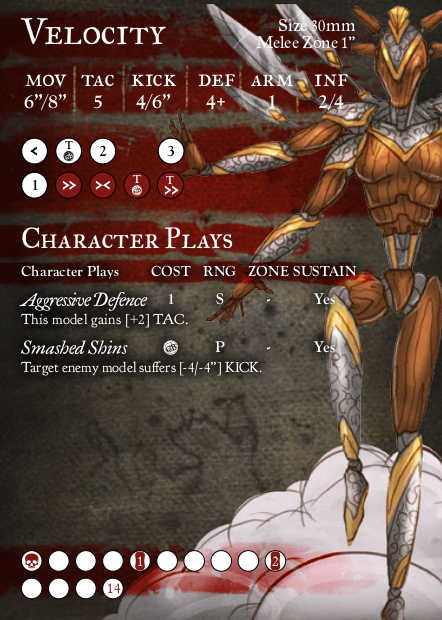 Velocity
Size 30mm
Melee Zone 1"
MOV TAC KICK DEF ARM INF
6"/8" 5 4/6" 4+ 1 2/4
< T 2 3
1 >> >< T T >>
Character Plays
Character Plays COST RNG ZONE SUSTAIN
Aggressive Defence 1 S - Yes
This model gains [+2] TAC.
Smashed Shins GB P - Yes
Target enemy model suffers [-4/-4"] KICK.
1 2
14